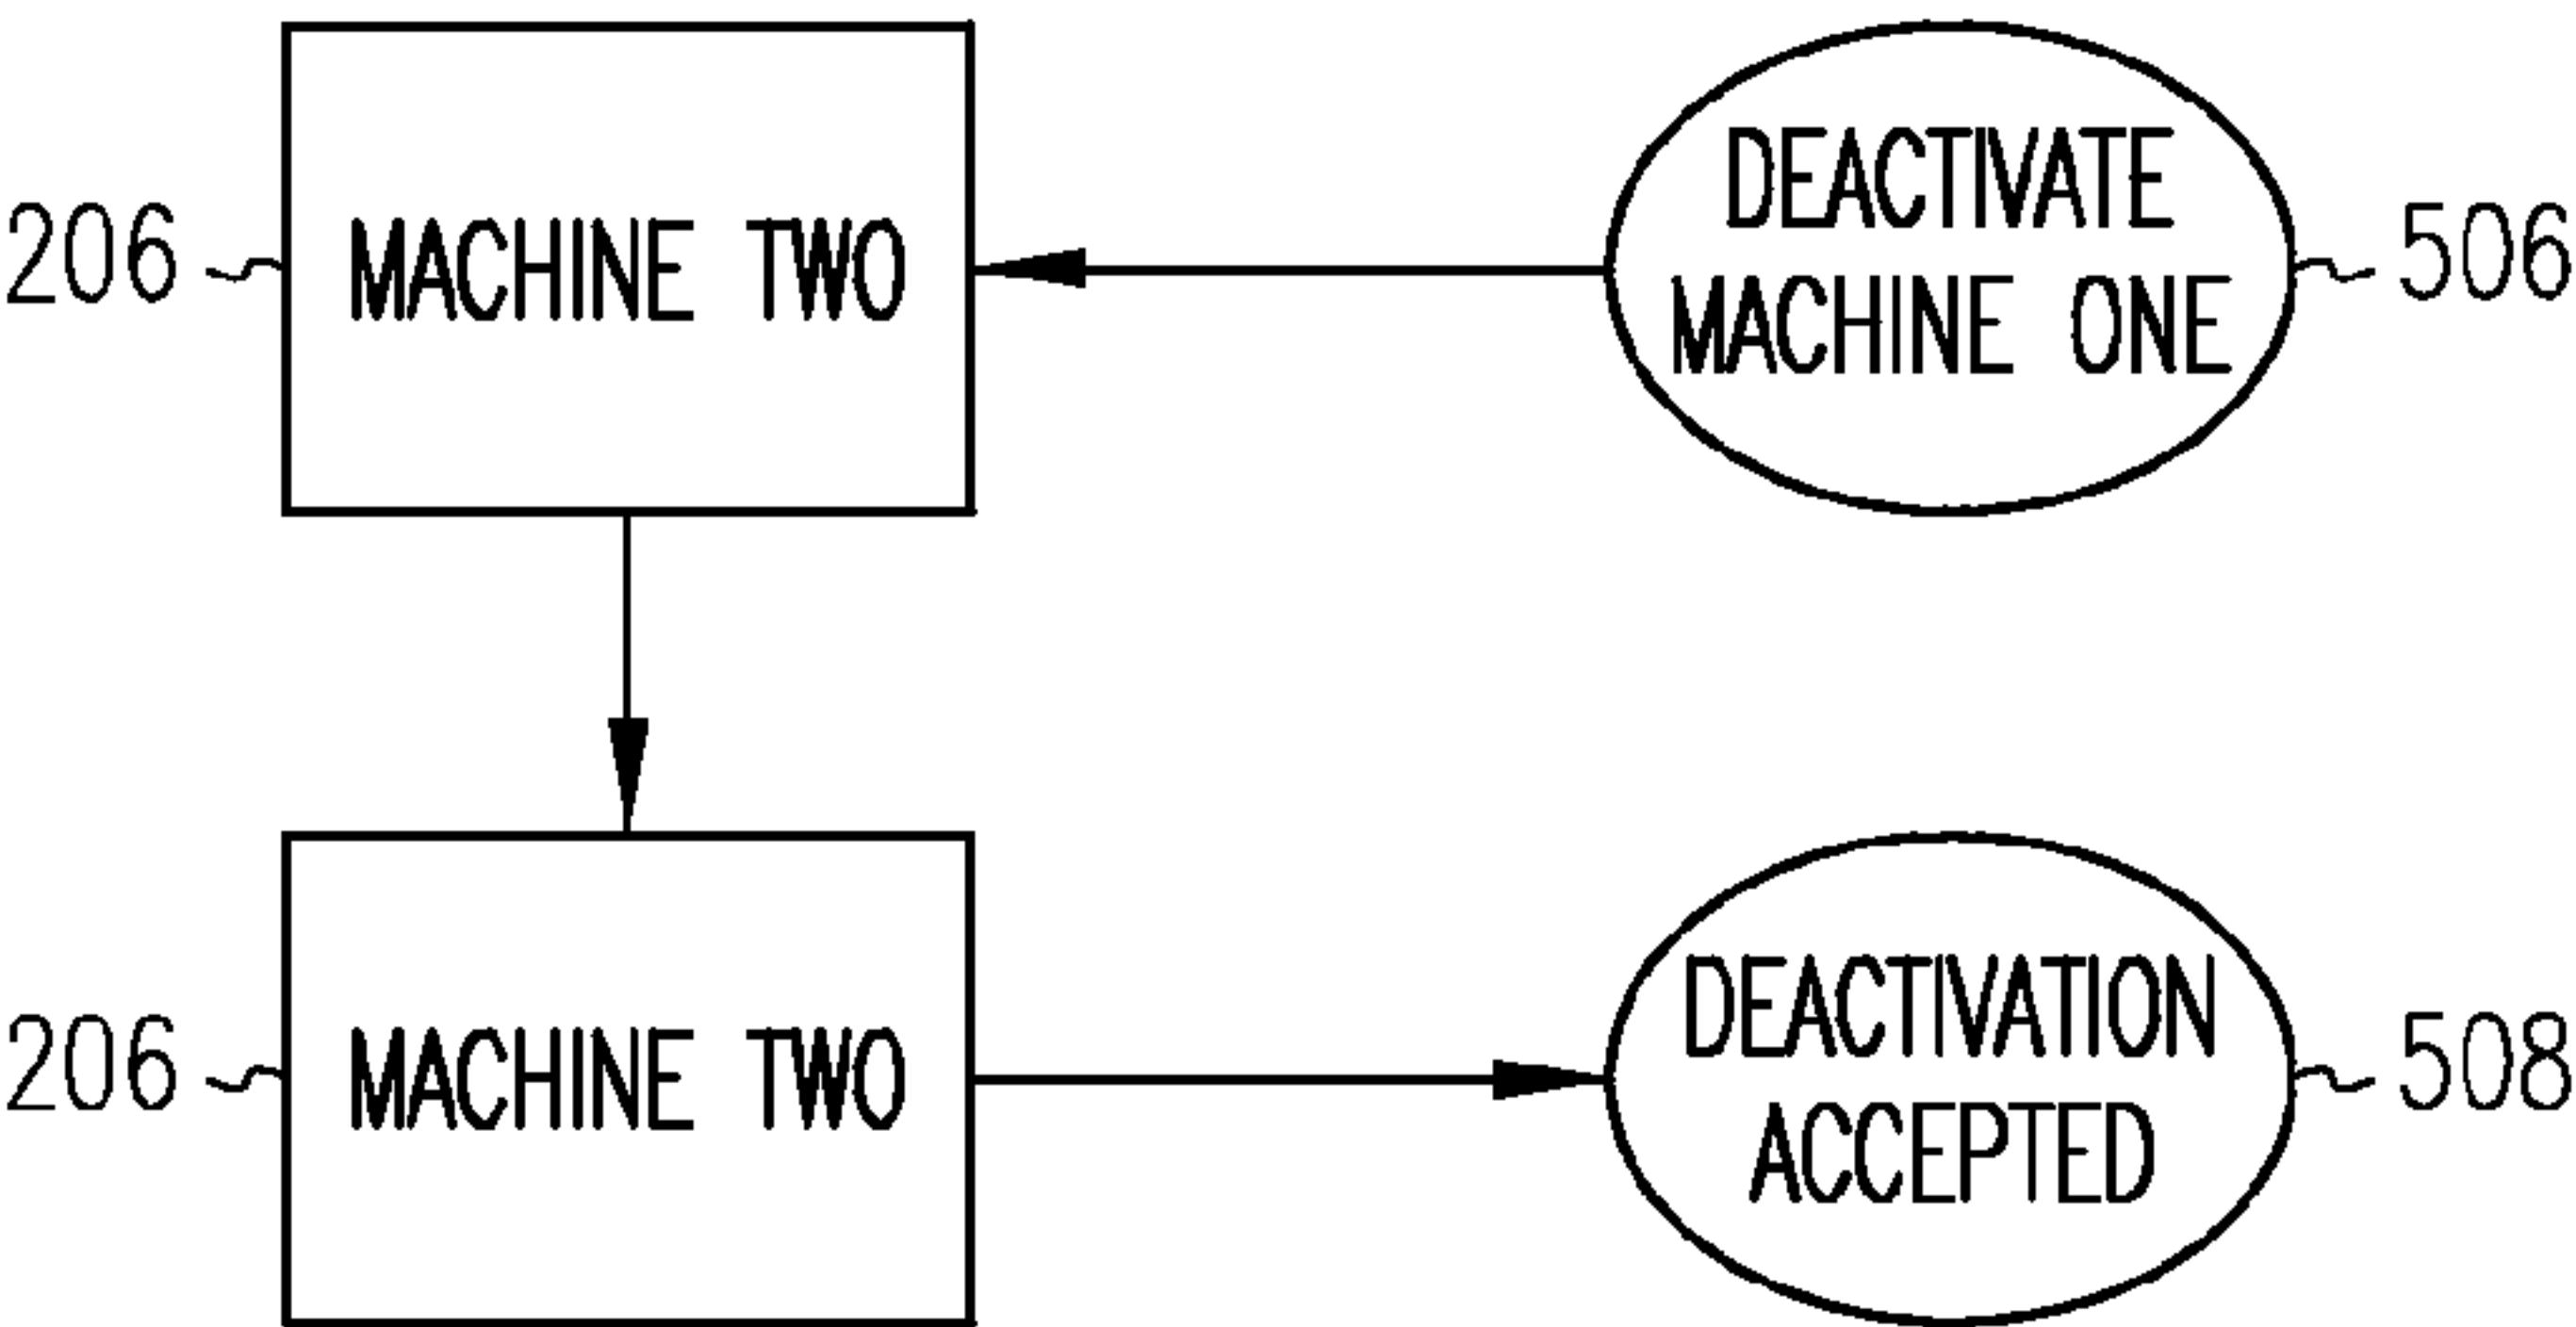 206
MACHINE TWO
DEACTIVATE
MACHINE ONE
506
206
MACHINE TWO
DEACTIVATION
ACCEPTED
508